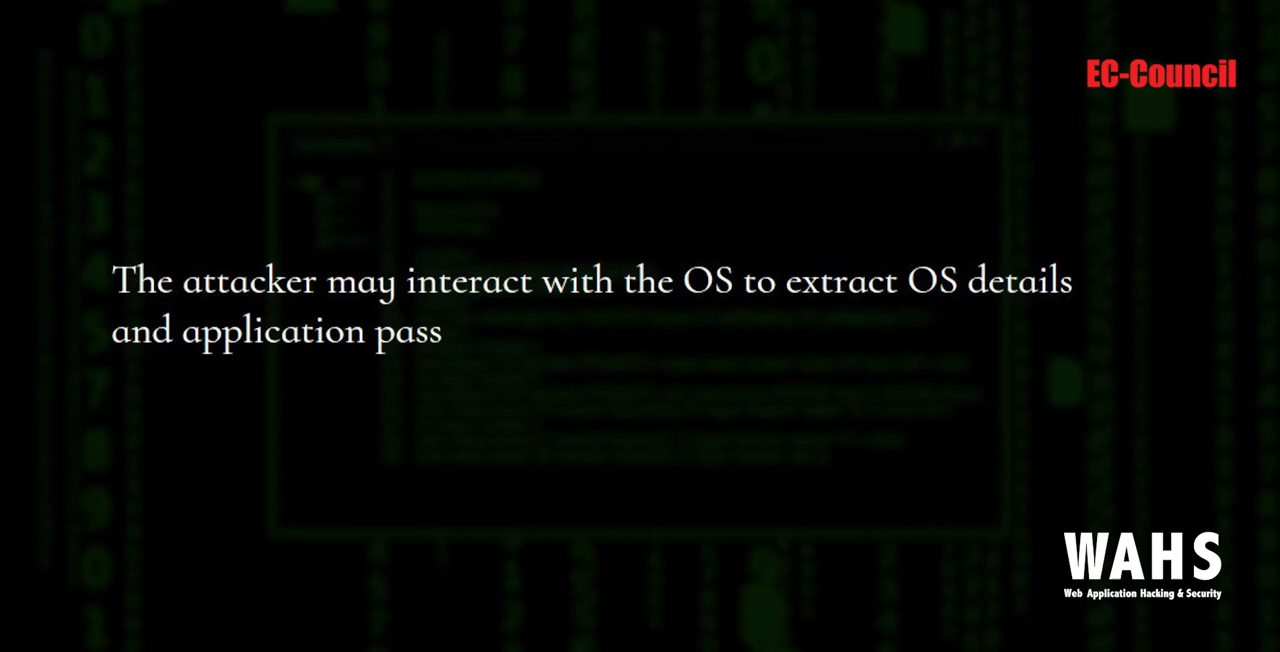 EC-Council
The attacker may interact with the OS to extract OS details
and application pass
WAHS
Web Application Hacking & Security